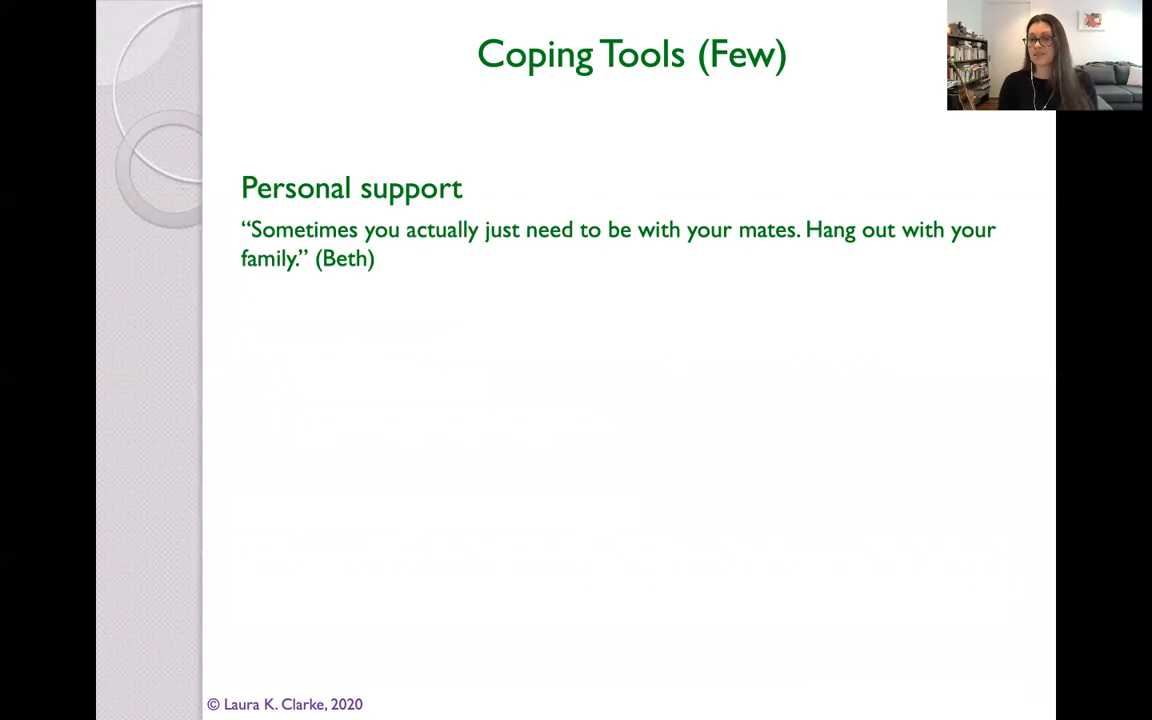 Coping Tools (Few)
Personal support
“Sometimes you actually just need to be with your mates. Hang out with your
family.” (Beth)
© Laura K. Clarke, 2020